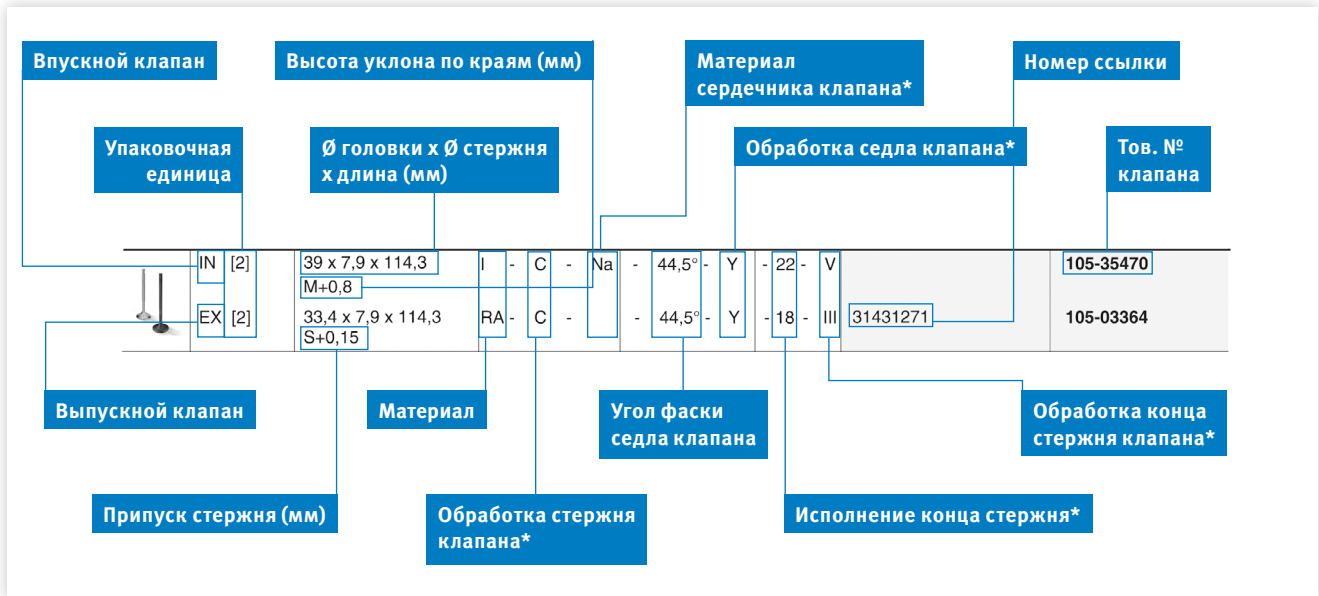 Впускной клапан
Высота уклона по краям (мм)
Материал
сердечника клапана*
Номер ссылки
Упаковочная
единица
Ø головки x Ø стержня
x длина (мм)
Обработка седла клапана*
Тов. №
клапана
IN [2] 39 x 7,9 x 114,3 I - C - Na - 44,5° - Y - 22 - V 105-35470
M+0,8
EX [2] 33,4 x 7,9 x 114,3 RA - C - - 44,5° - Y - 18 - III 31431271 105-03364
S+0,15
Выпускной клапан
Материал
Угол фаски
седла клапана
Обработка конца
стержня клапана*
Припуск стержня (мм)
Обработка стержня
клапана*
Исполнение конца стержня*